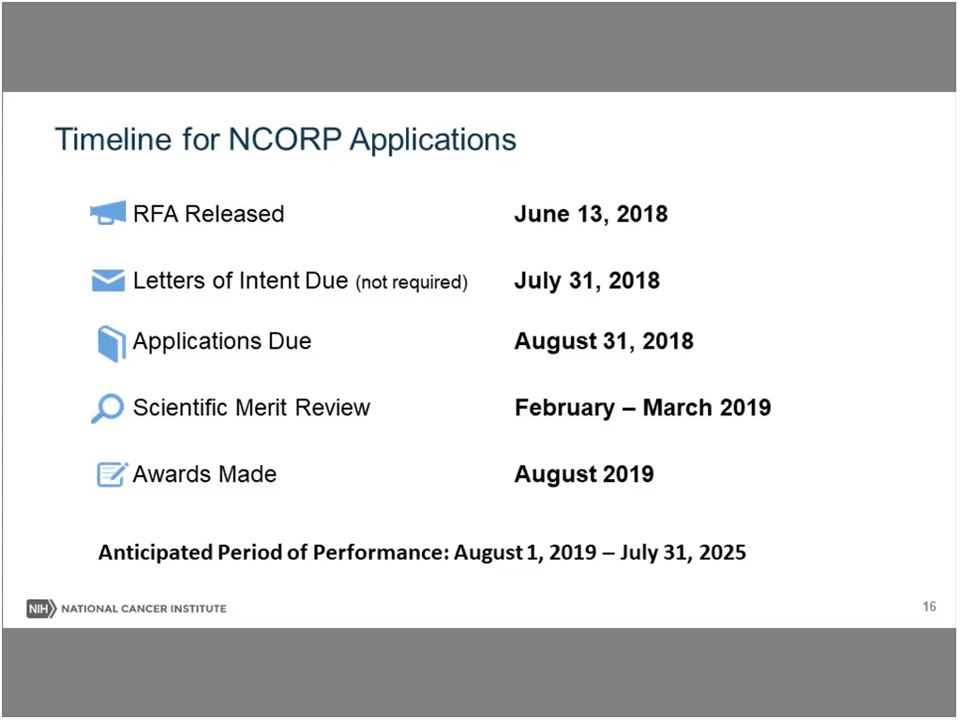 Timeline for NCORP Applications
RFA Released June 13, 2018
Letters of Intent Due (not required) July 31, 2018
Applications Due August 31, 2018
Scientific Merit Review February – March 2019
Awards Made August 2019
Anticipated Period of Performance: August 1, 2019 – July 31, 2025
NIH NATIONAL CANCER INSTITUTE 16